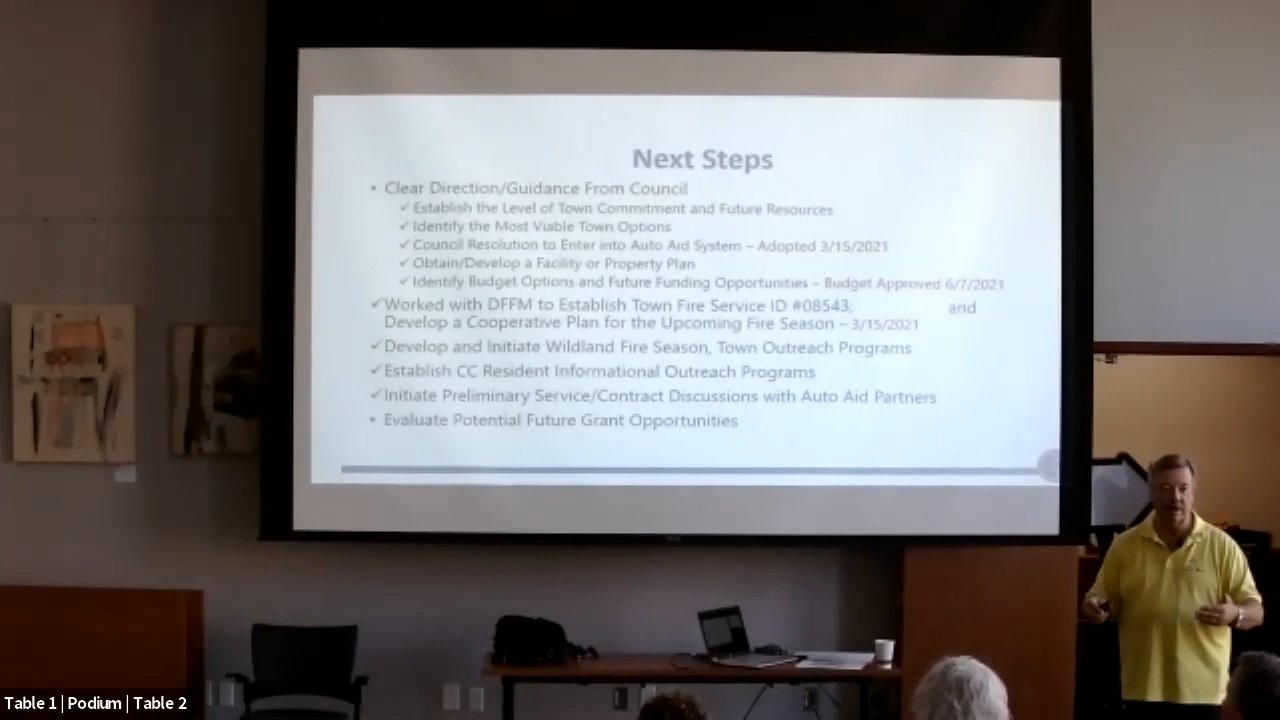 Next Steps
• Clear Direction/Guidance From Council
✓ Establish the Level of Town Commitment and Future Resources
✓ Identify the Most Viable Town Options
✓ Council Resolution to Enter into Auto Aid System – Adopted 3/15/2021
✓ Obtain/Develop a Facility or Property Plan
✓ Identify Budget Options and Future Funding Opportunities – Budget Approved 6/7/2021
✓ Worked with DFFM to Establish Town Fire Service ID #08543; and
Develop a Cooperative Plan for the Upcoming Fire Season – 3/15/2021
✓ Develop and Initiate Wildland Fire Season, Town Outreach Programs
✓ Establish CC Resident Informational Outreach Programs
✓ Initiate Preliminary Service/Contract Discussions with Auto Aid Partners
• Evaluate Potential Future Grant Opportunities
Table 1 | Podium | Table 2